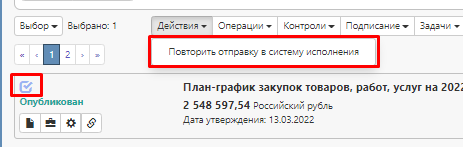 Выбор Выбрано: 1 Действия Операции Контроли Подписание Задачи
« ‹ 1 2 › » Повторить отправку в систему исполнения
План-график закупок товаров, работ, услуг на 202
Опубликован 2 548 597,54 Российский рубль
Дата утверждения: 13.03.2022